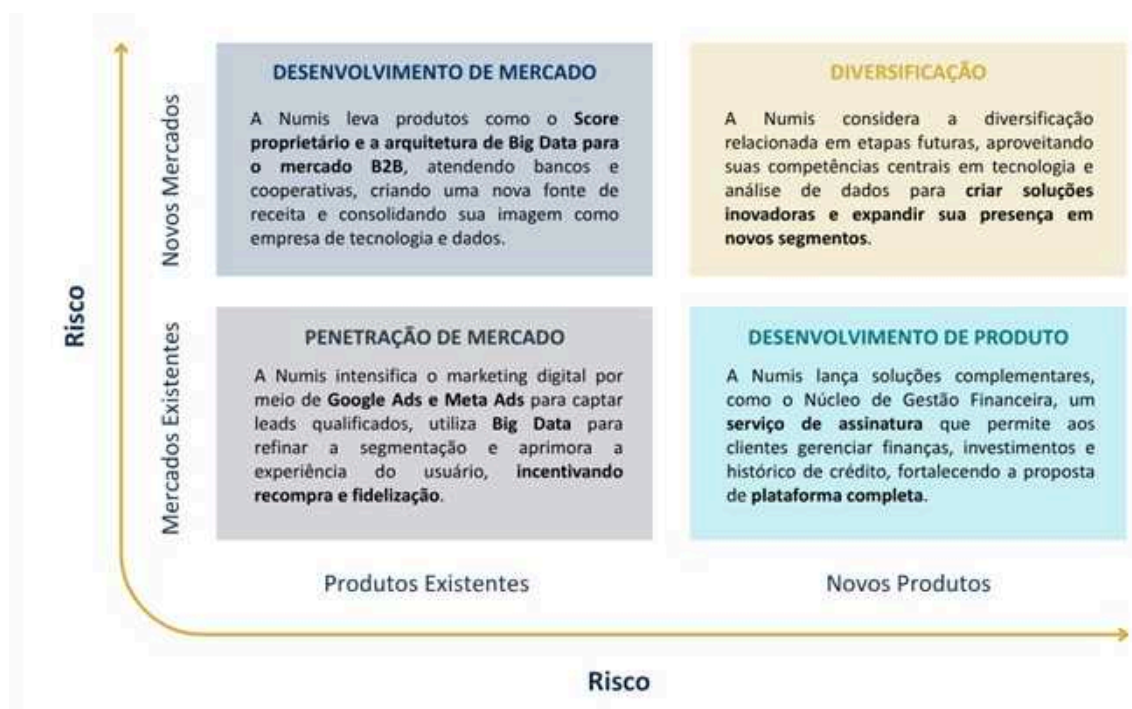 DESENVOLVIMENTO DE MERCADO
A Numis leva produtos como o Score
proprietário e a arquitetura de Big Data para
o mercado B2B, atendendo bancos e
cooperativas, criando uma nova fonte de
receita e consolidando sua imagem como
empresa de tecnologia e dados.
DIVERSIFICAÇÃO
A Numis considera a diversificação
relacionada em etapas futuras, aproveitando
suas competências centrais em tecnologia e
análise de dados para criar soluções
inovadoras e expandir sua presença em
novos segmentos.
Novos Mercados
Risco
Mercados Existentes
PENETRAÇÃO DE MERCADO
A Numis intensifica o marketing digital por
meio de Google Ads e Meta Ads para captar
leads qualificados, utiliza Big Data para
refinar a segmentação e aprimora a
experiência do usuário, incentivando
recompra e fidelização.
DESENVOLVIMENTO DE PRODUTO
A Numis lança soluções complementares,
como o Núcleo de Gestão Financeira, um
serviço de assinatura que permite aos
clientes gerenciar finanças, investimentos e
histórico de crédito, fortalecendo a proposta
de plataforma completa.
Produtos Existentes
Novos Produtos
Risco